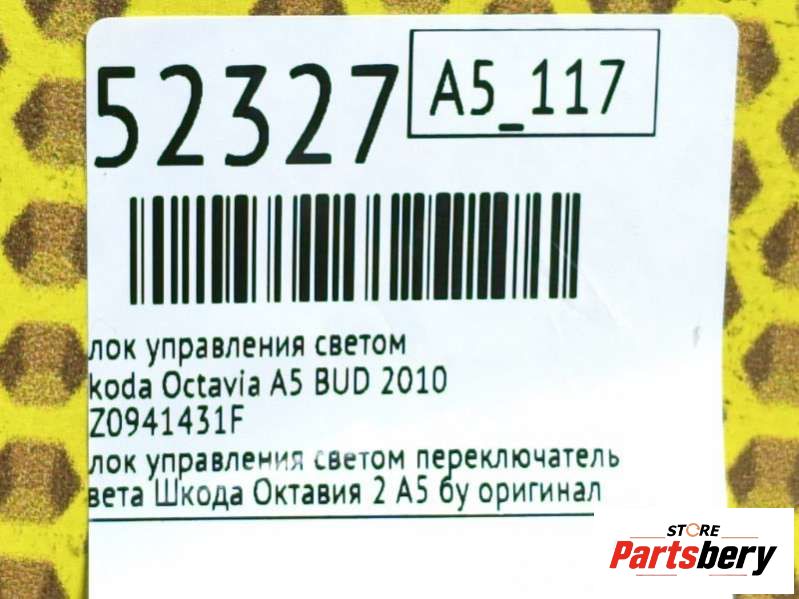 52327
A5_117
лок управления светом
koda Octavia A5 BUD 2010
Z0941431F
лок управления светом переключатель
вета Шкода Октавия 2 А5 бу оригинал
STORE
Partsbery